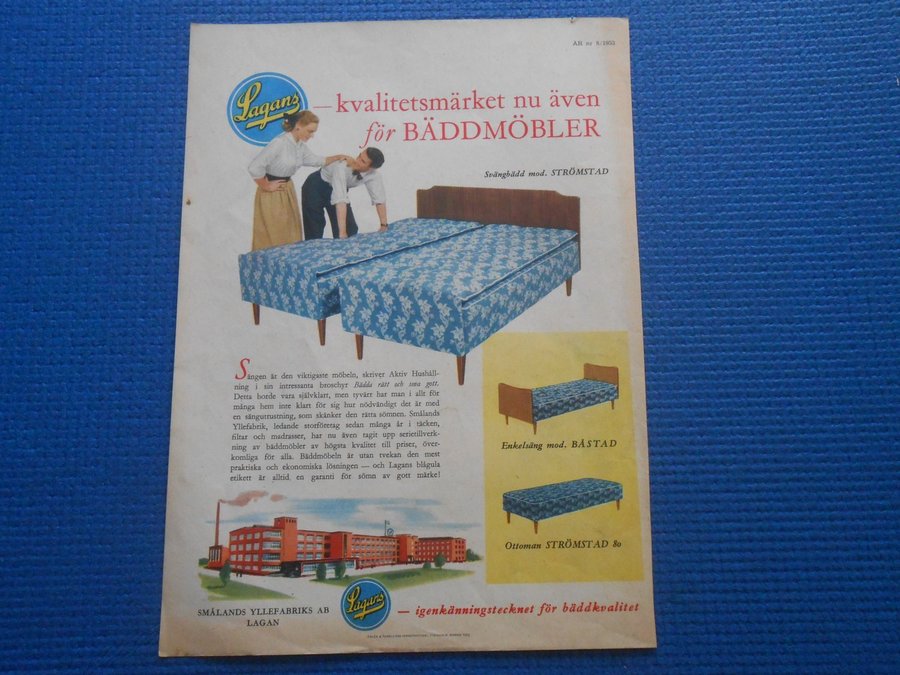 AH nr 8/1953
Lagans
— kvalitetsmärket nu även
för BÄDDMÖBLER
Svängbädd mod. STRÖMSTAD
Sängen är den viktigaste möbeln, skriver Aktiv Hushåll-
ning i sin intressanta broschyr Bädda rätt och sova gott.
Detta borde vara självklart, men tyvärr har man i allt för
många hem inte klart för sig hur nödvändigt det är med
en sängutrustning, som skänker den rätta sömnen. Smålands
Yllefabrik, ledande storföretag sedan många år i täcken,
filtar och madrasser, har nu även tagit upp serietillverk-
ning av bäddmöbler av högsta kvalitet till priser, över-
komliga för alla. Bäddmöbeln är utan tvekan den mest
praktiska och ekonomiska lösningen — och Lagans blågula
etikett är alltid en garanti för sömn av gott märke!
Enkelsäng mod. BÅSTAD
Ottoman STRÖMSTAD 80
SMÅLANDS YLLEFABRIKS AB
LAGAN
Lagans
— igenkänningstecknet för bäddkvalitet